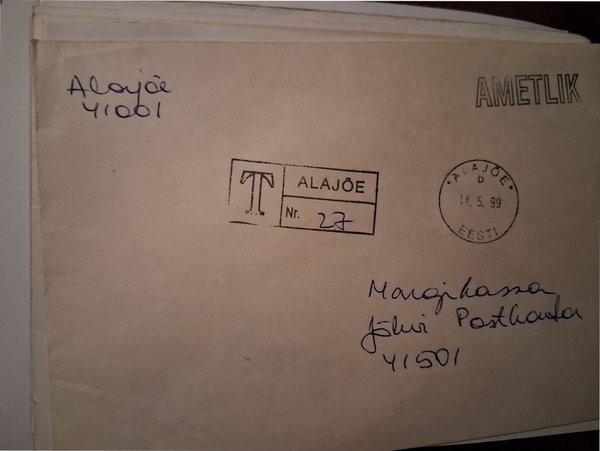 Alajõe
41001
AMETLIK
T
ALAJÕE
Nr. 27
ALAJÕE
b
16.5.99
EESTI
Margikassa
Jõhvi Postkontor
41501